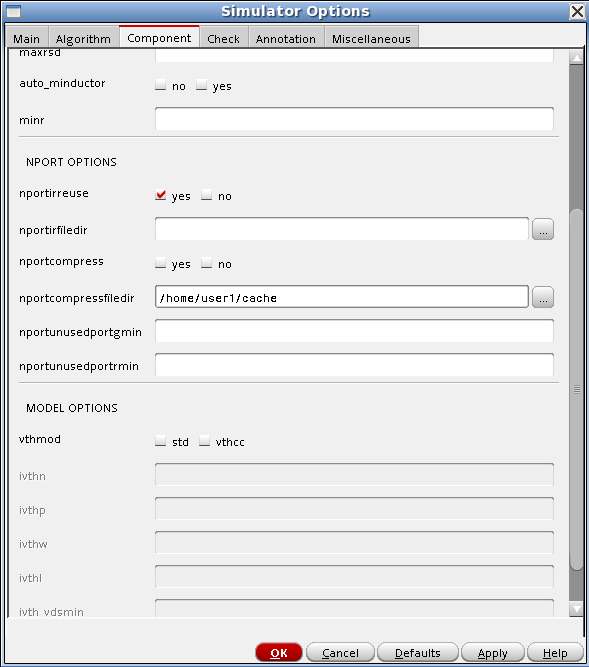 Simulator Options
Main Algorithm Component Check Annotation Miscellaneous
maxrsd
auto_minductor no yes
minr
NPORT OPTIONS
nportirreuse yes no
nportirfiledir ...
nportcompress yes no
nportcompressfiledir /home/user1/cache ...
nportunusedportgmin
nportunusedportrmin
MODEL OPTIONS
vthmod std vthcc
ivthn
ivthp
ivthw
ivthl
ivth_vdsmin
OK Cancel Defaults Apply Help